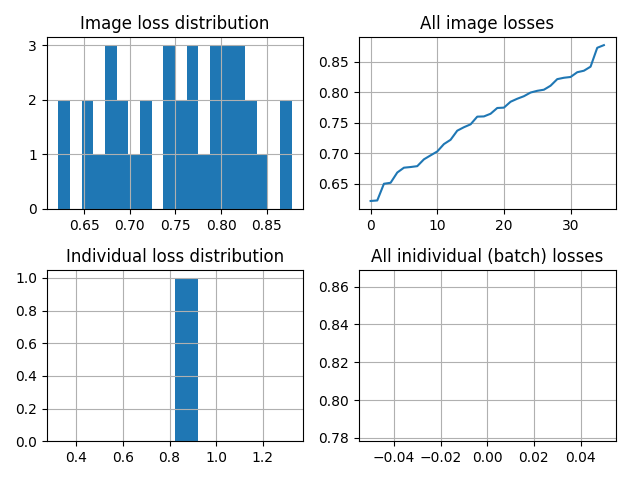 Image loss distribution
3
2
1
0
0.65 0.70 0.75 0.80 0.85
All image losses
0.85
0.80
0.75
0.70
0.65
0 10 20 30
Individual loss distribution
1.0
0.8
0.6
0.4
0.2
0.0
0.4 0.6 0.8 1.0 1.2
All inidividual (batch) losses
0.86
0.84
0.82
0.80
0.78
−0.04 −0.02 0.00 0.02 0.04